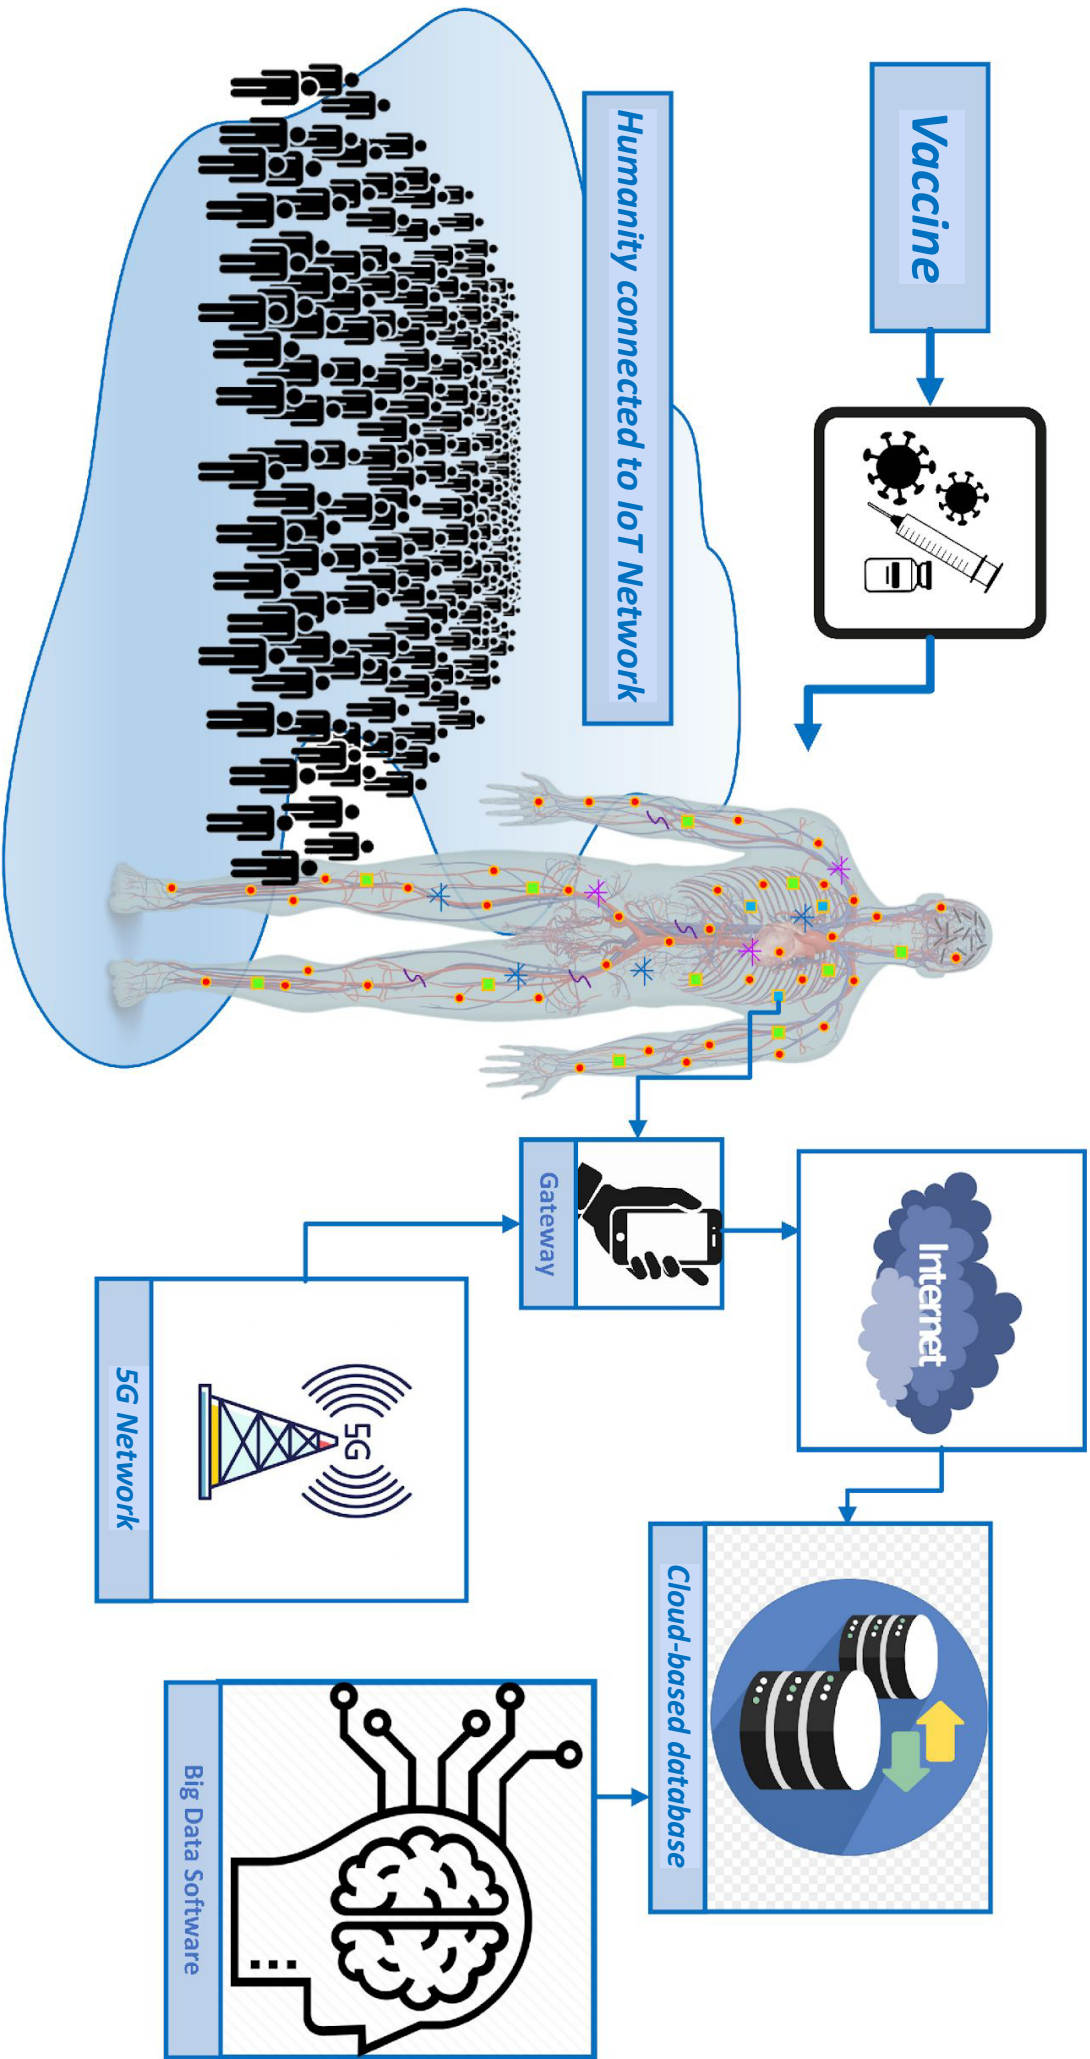 Vaccine
Humanity connected to IoT Network
Gateway
Internet
5G
5G Network
Cloud-based database
Big Data Software